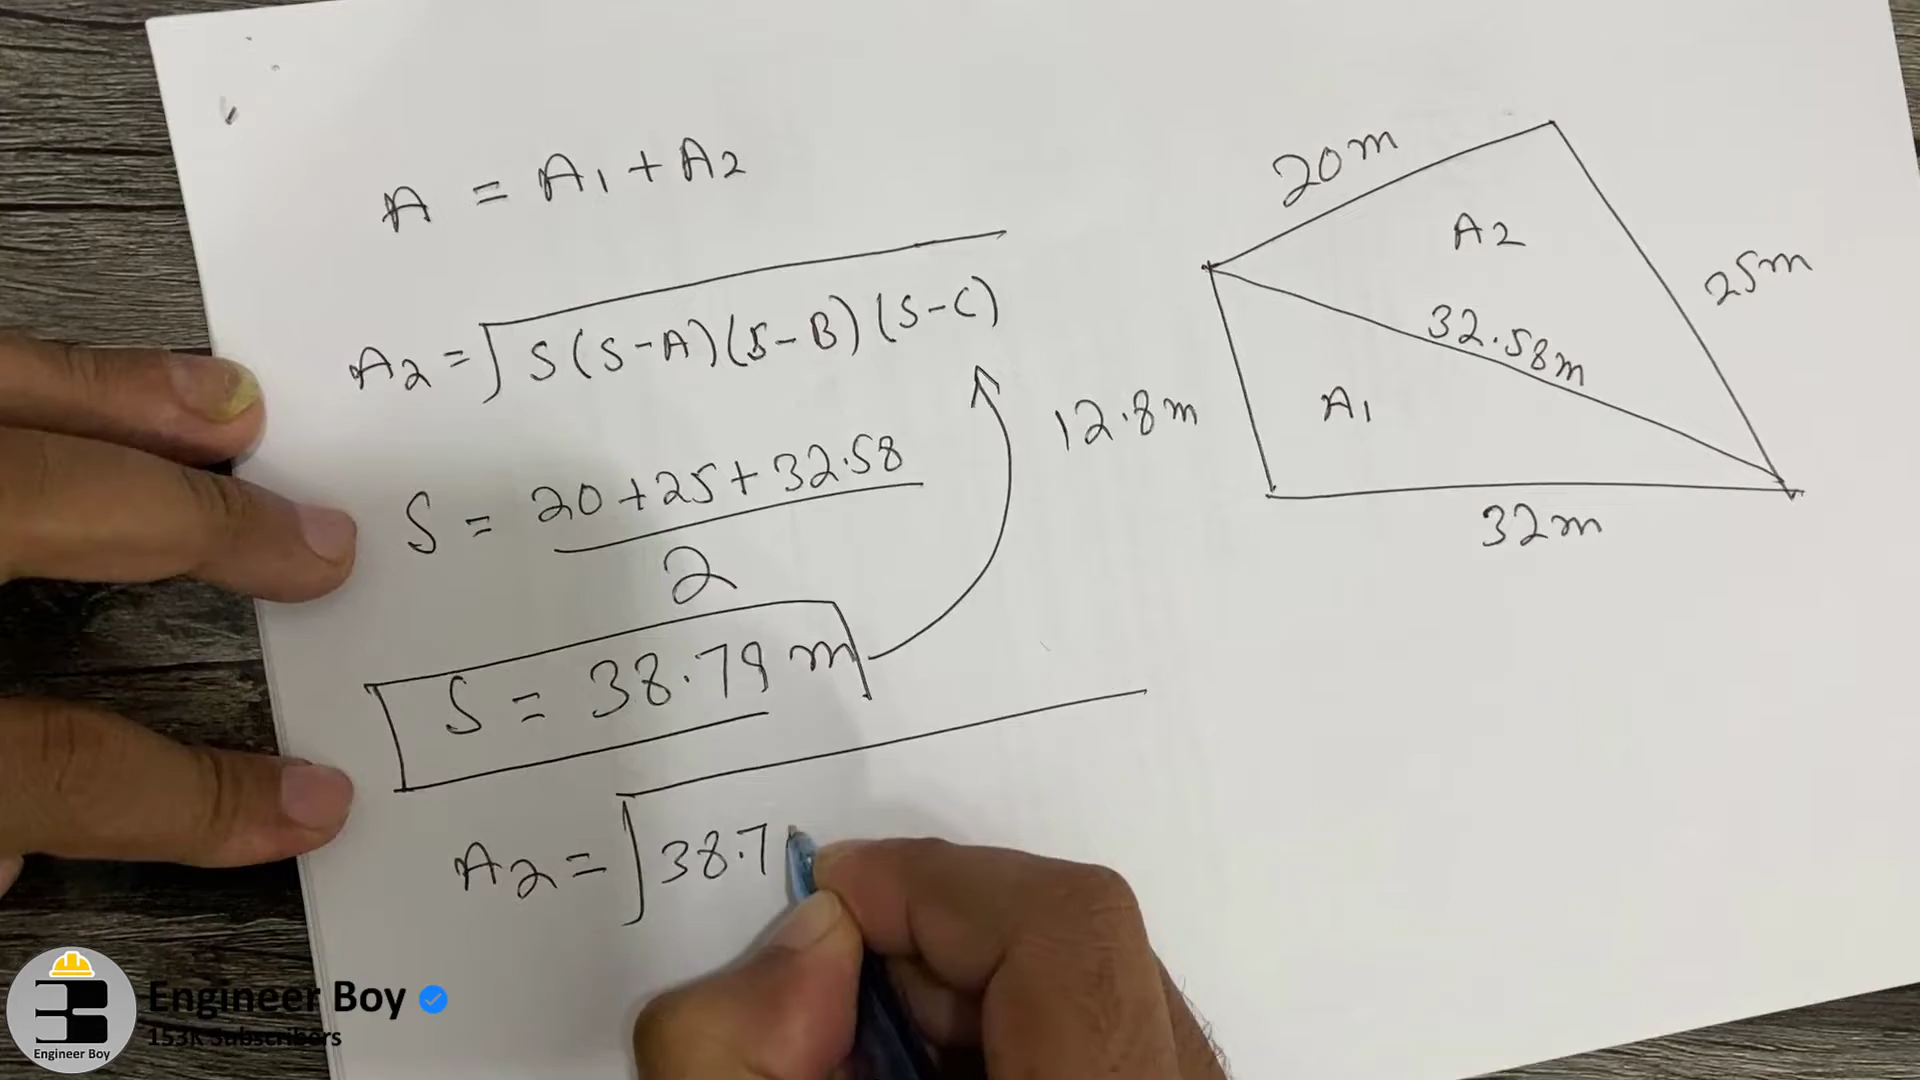 A = A1 + A2
A2 = √S(S-A)(S-B)(S-C)
S = 20+25+32.58
2
S = 38.79 m
A2 = √38.7
20m
A2
25m
32.58m
12.8m
A1
32m
Engineer Boy
153K Subscribers
Engineer Boy